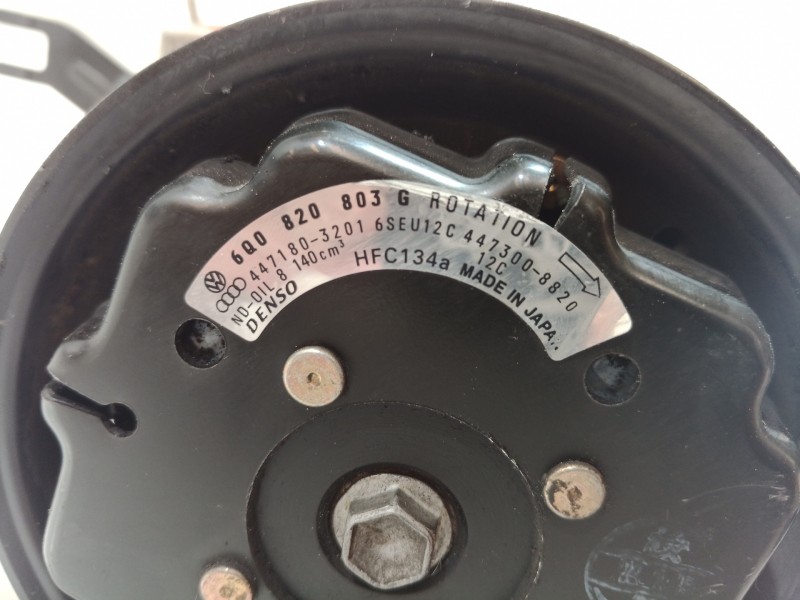 6Q0 820 803 G ROTATION
447180-3201 6SEU12C 447300-8820
ND-OIL 8 140cm³ HFC134a 12C
DENSO MADE IN JAPAN